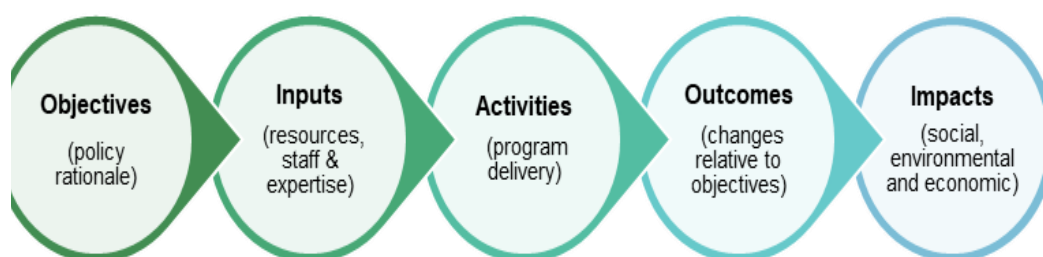 Objectives
(policy
rationale)
Inputs
(resources,
staff &
expertise)
Activities
(program
delivery)
Outcomes
(changes
relative to
objectives)
Impacts
(social,
environmental
and economic)